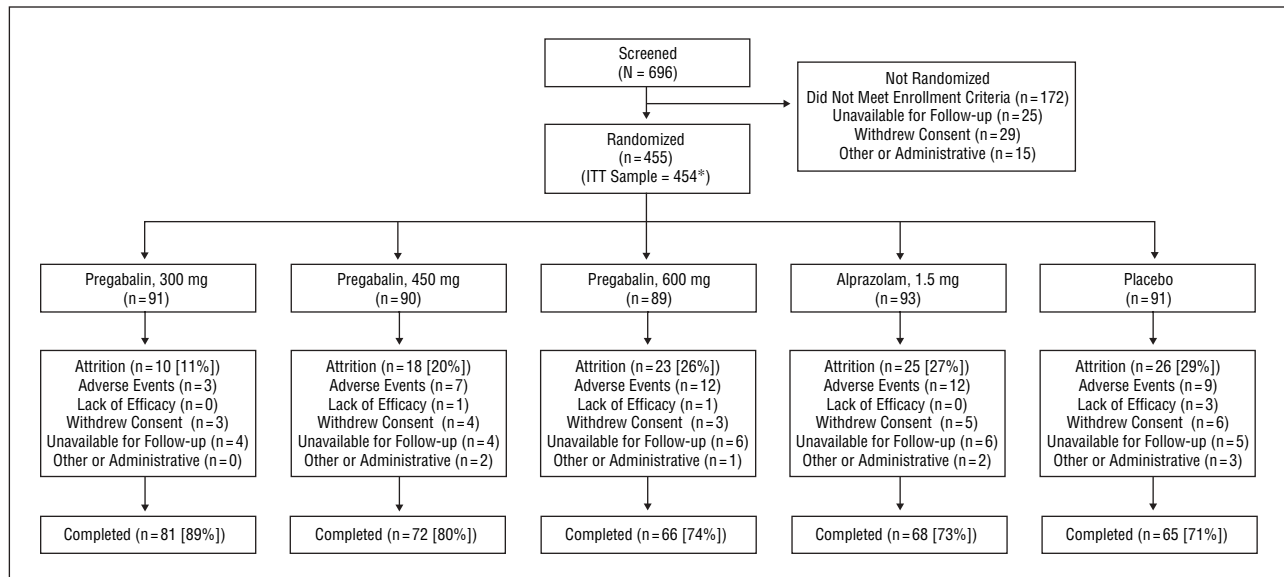 Screened
(N = 696)
Not Randomized
Did Not Meet Enrollment Criteria (n = 172)
Unavailable for Follow-up (n = 25)
Withdrew Consent (n = 29)
Other or Administrative (n = 15)
Randomized
(n = 455)
(ITT Sample = 454*)
Pregabalin, 300 mg
(n = 91)
Pregabalin, 450 mg
(n = 90)
Pregabalin, 600 mg
(n = 89)
Alprazolam, 1.5 mg
(n = 93)
Placebo
(n = 91)
Attrition (n = 10 [11%])
Adverse Events (n = 3)
Lack of Efficacy (n = 0)
Withdrew Consent (n = 3)
Unavailable for Follow-up (n = 4)
Other or Administrative (n = 0)
Attrition (n = 18 [20%])
Adverse Events (n = 7)
Lack of Efficacy (n = 1)
Withdrew Consent (n = 4)
Unavailable for Follow-up (n = 4)
Other or Administrative (n = 2)
Attrition (n = 23 [26%])
Adverse Events (n = 12)
Lack of Efficacy (n = 1)
Withdrew Consent (n = 3)
Unavailable for Follow-up (n = 6)
Other or Administrative (n = 1)
Attrition (n = 25 [27%])
Adverse Events (n = 12)
Lack of Efficacy (n = 0)
Withdrew Consent (n = 5)
Unavailable for Follow-up (n = 6)
Other or Administrative (n = 2)
Attrition (n = 26 [29%])
Adverse Events (n = 9)
Lack of Efficacy (n = 3)
Withdrew Consent (n = 6)
Unavailable for Follow-up (n = 5)
Other or Administrative (n = 3)
Completed (n = 81 [89%])
Completed (n = 72 [80%])
Completed (n = 66 [74%])
Completed (n = 68 [73%])
Completed (n = 65 [71%])